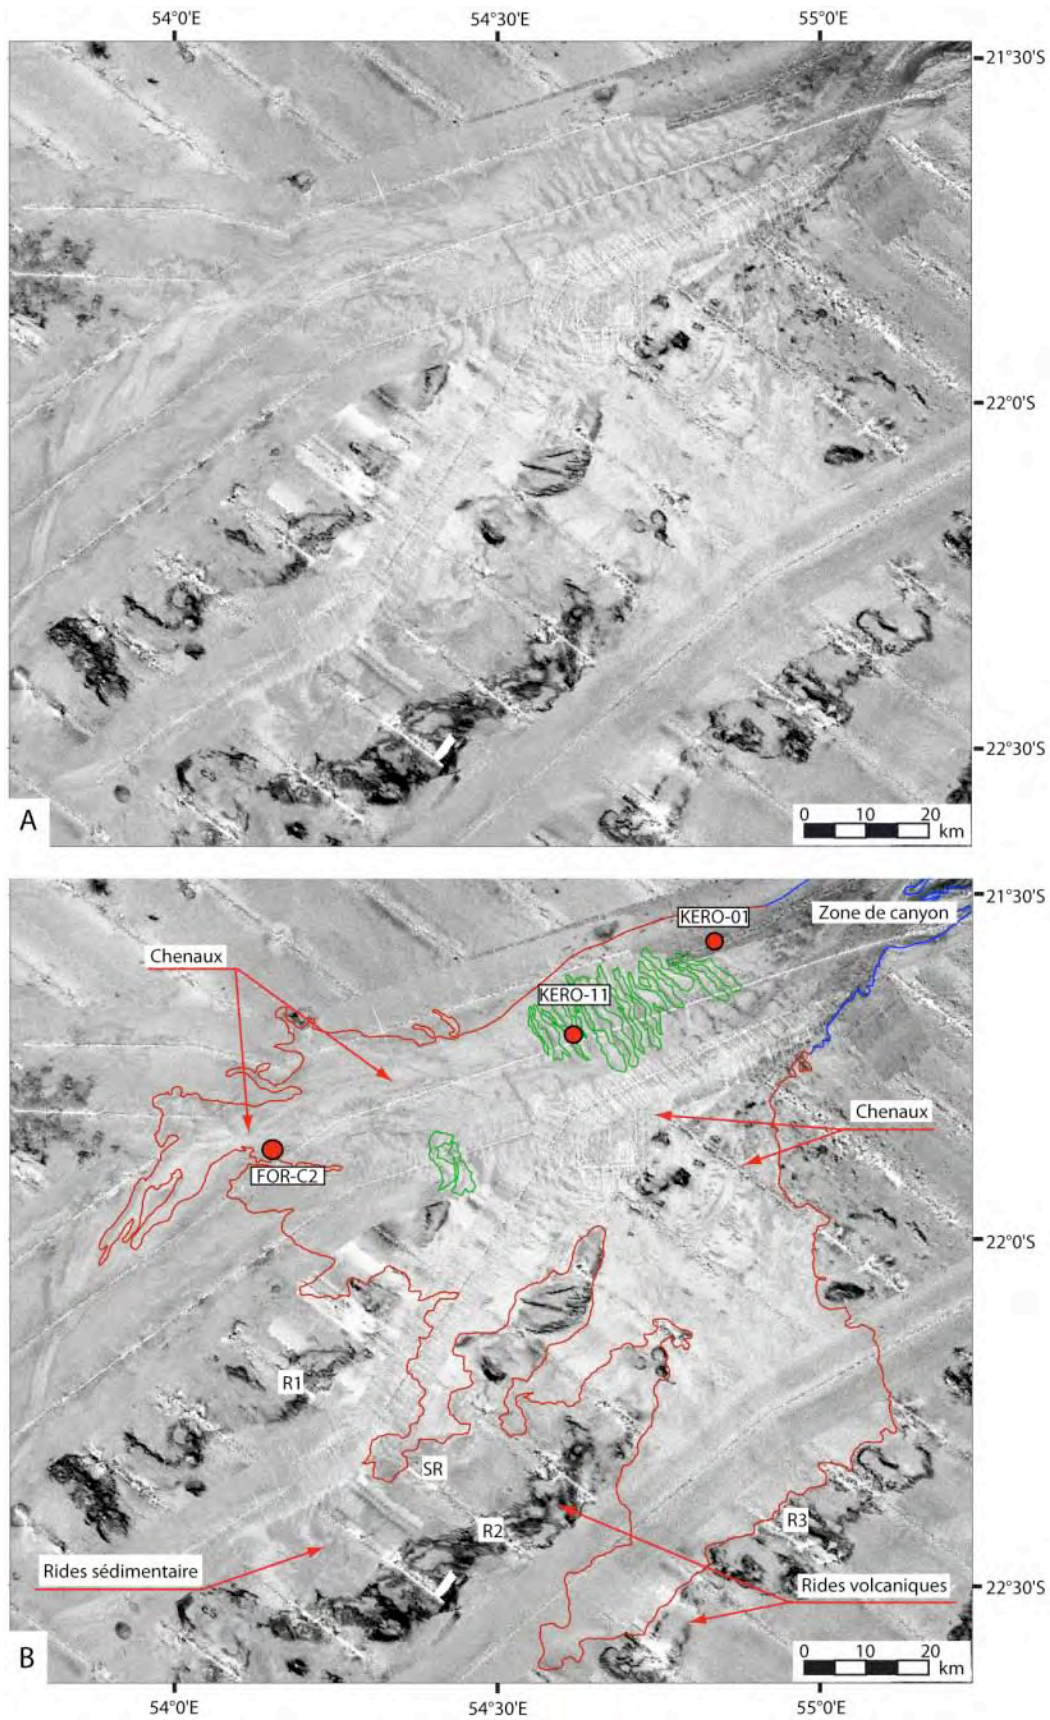 54°0'E 54°30'E 55°0'E
21°30'S
22°0'S
22°30'S
A
0 10 20
km
21°30'S
KERO-01
Zone de canyon
Chenaux
KERO-11
Chenaux
FOR-C2
22°0'S
R1
SR
R3
R2
Rides sédimentaire
Rides volcaniques
22°30'S
B
0 10 20
km
54°0'E 54°30'E 55°0'E